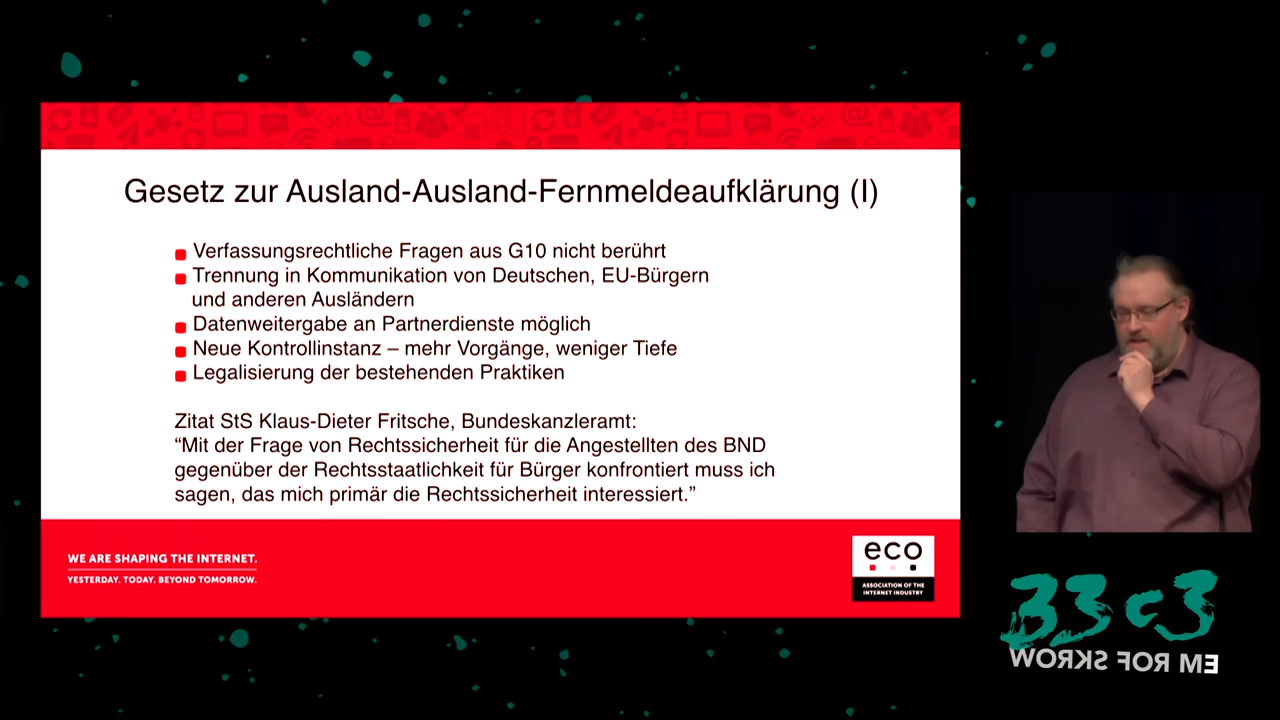 Gesetz zur Ausland-Ausland-Fernmeldeaufklärung (I)
Verfassungsrechtliche Fragen aus G10 nicht berührt
Trennung in Kommunikation von Deutschen, EU-Bürgern
und anderen Ausländern
Datenweitergabe an Partnerdienste möglich
Neue Kontrollinstanz – mehr Vorgänge, weniger Tiefe
Legalisierung der bestehenden Praktiken
Zitat StS Klaus-Dieter Fritsche, Bundeskanzleramt:
“Mit der Frage von Rechtssicherheit für die Angestellten des BND
gegenüber der Rechtsstaatlichkeit für Bürger konfrontiert muss ich
sagen, das mich primär die Rechtssicherheit interessiert.”
WE ARE SHAPING THE INTERNET.
YESTERDAY. TODAY. BEYOND TOMORROW.
eco
ASSOCIATION OF THE
INTERNET INDUSTRY
33c3
WORKS FOR ME